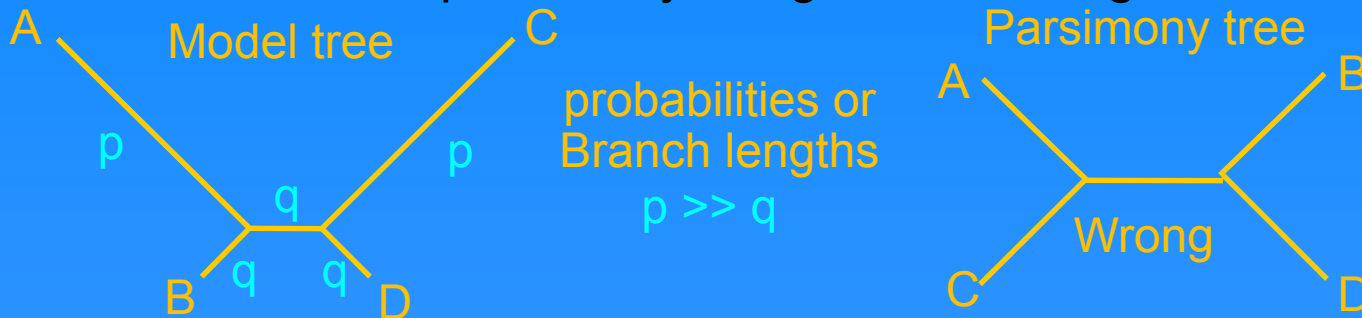 A
Model tree
C
p
p
q
q
q
B
D
probabilities or
Branch lengths
p >> q
Parsimony tree
A
B
Wrong
C
D